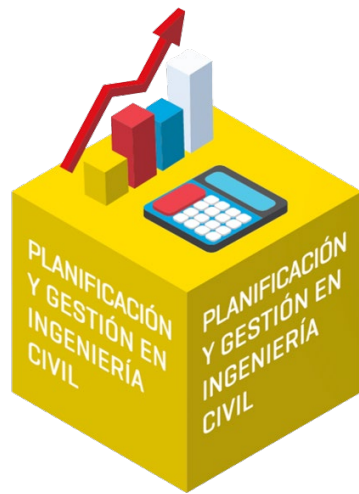 PLANIFICACIÓN
Y GESTIÓN EN
INGENIERÍA
CIVIL
PLANIFICACIÓN
Y GESTIÓN EN
INGENIERÍA
CIVIL